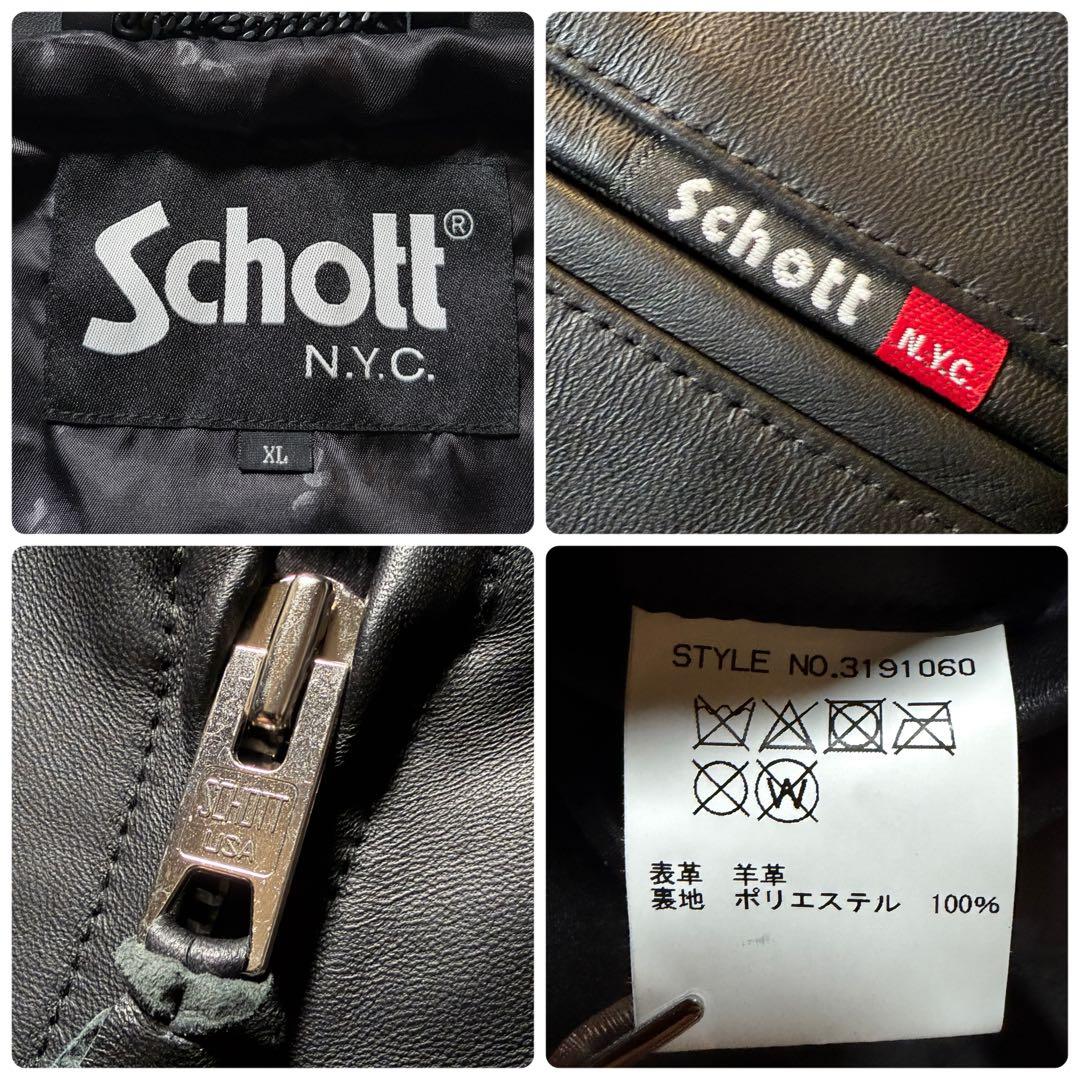 Schott®
N.Y.C.
XL
Schott N.Y.C.
SCHOTT
USA
STYLE NO.3191060
W
表革 羊革
裏地 ポリエステル 100%